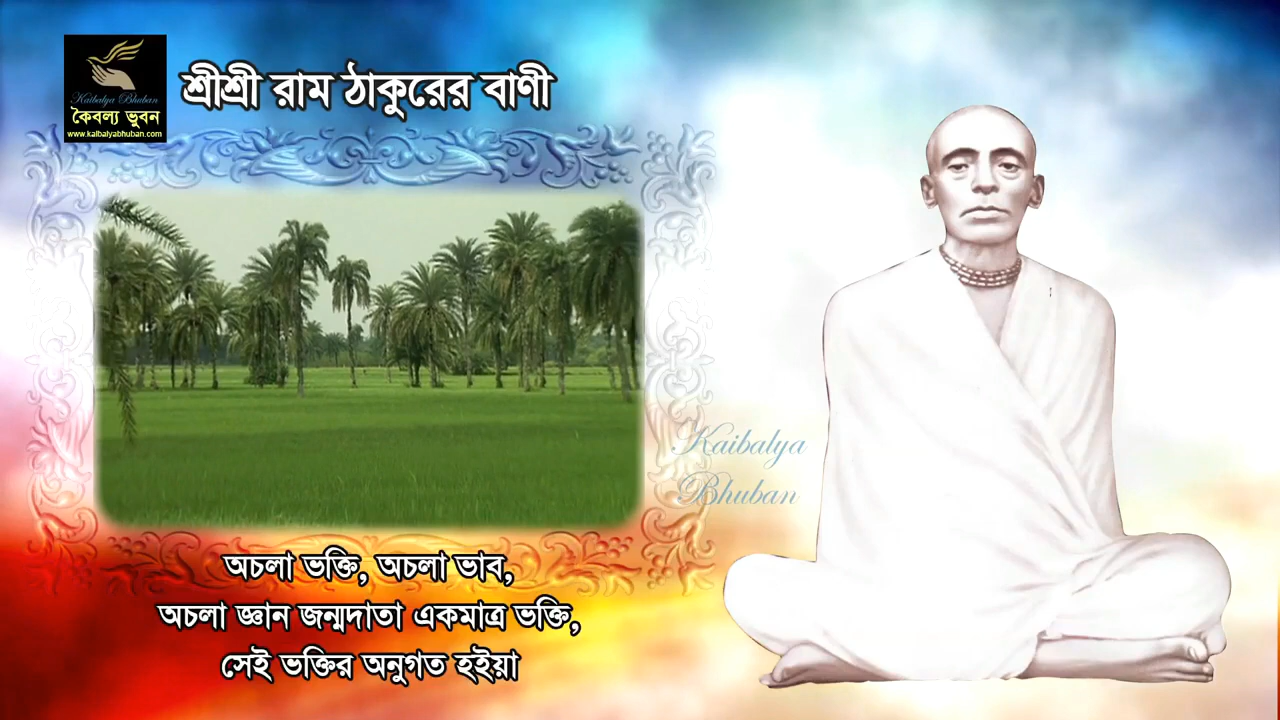 শ্রীশ্রী রাম ঠাকুরের বাণী
Kaibalya Bhuban
কৈবল্য ভুবন
www.kaibalyabhuban.com
Kaibalya
Bhuban
অচলা ভক্তি, অচলা ভাব,
অচলা জ্ঞান জন্মদাতা একমাত্র ভক্তি,
সেই ভক্তির অনুগত হইয়া